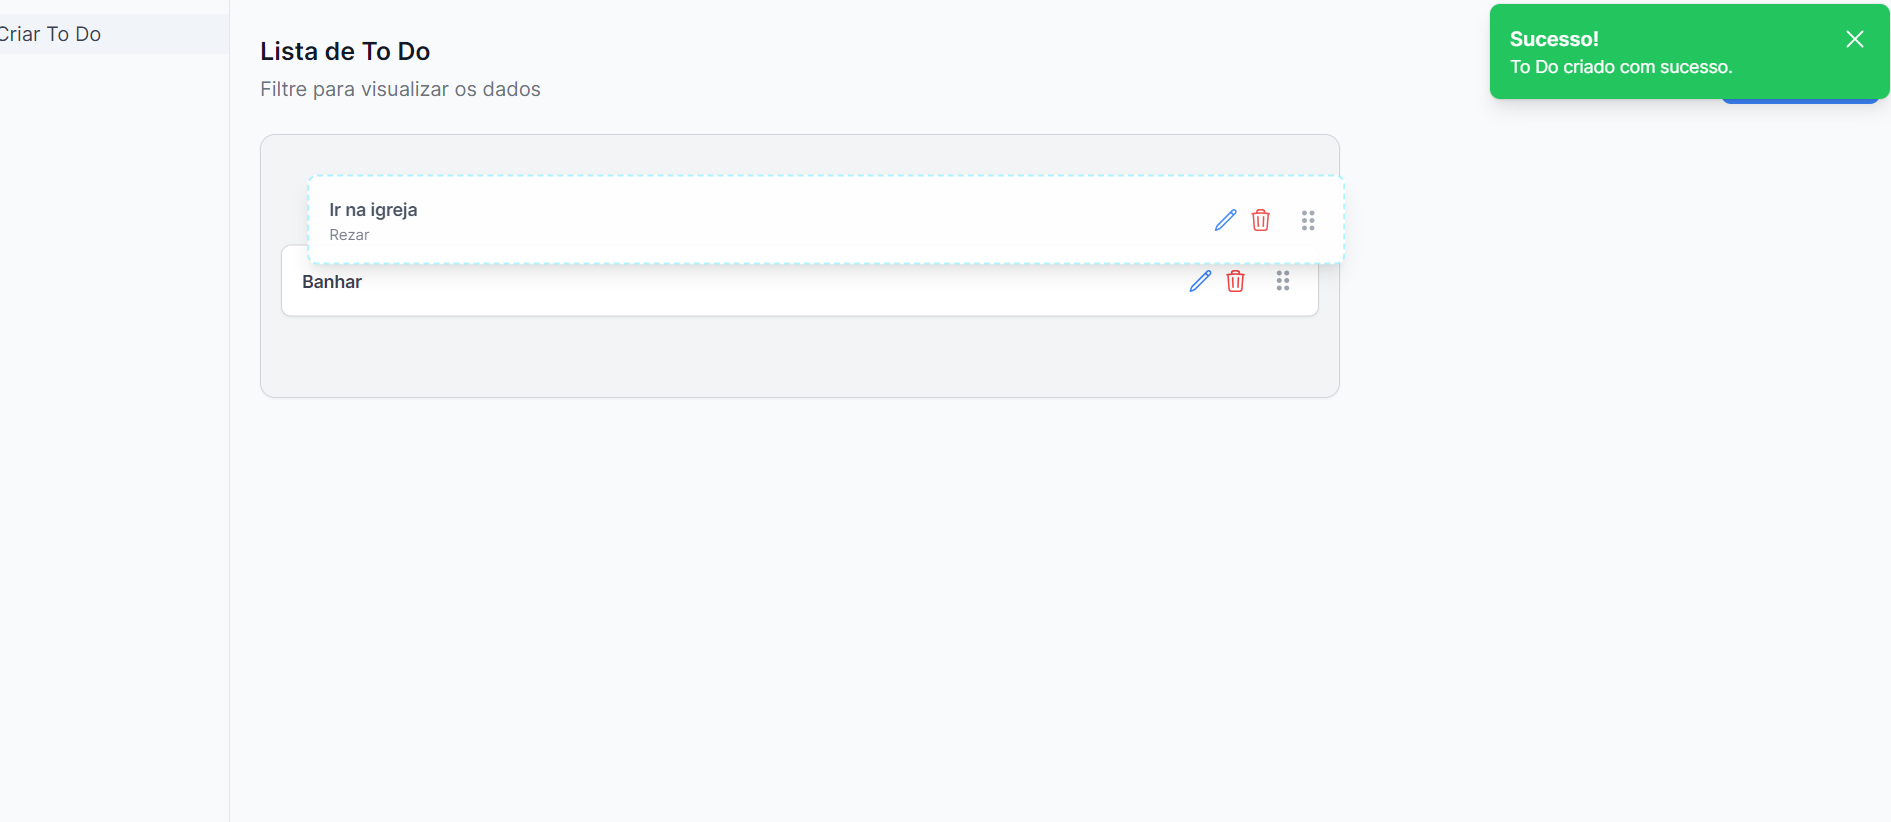 Criar To Do
Lista de To Do
Filtre para visualizar os dados
Sucesso!
To Do criado com sucesso.
Ir na igreja
Rezar
Banhar